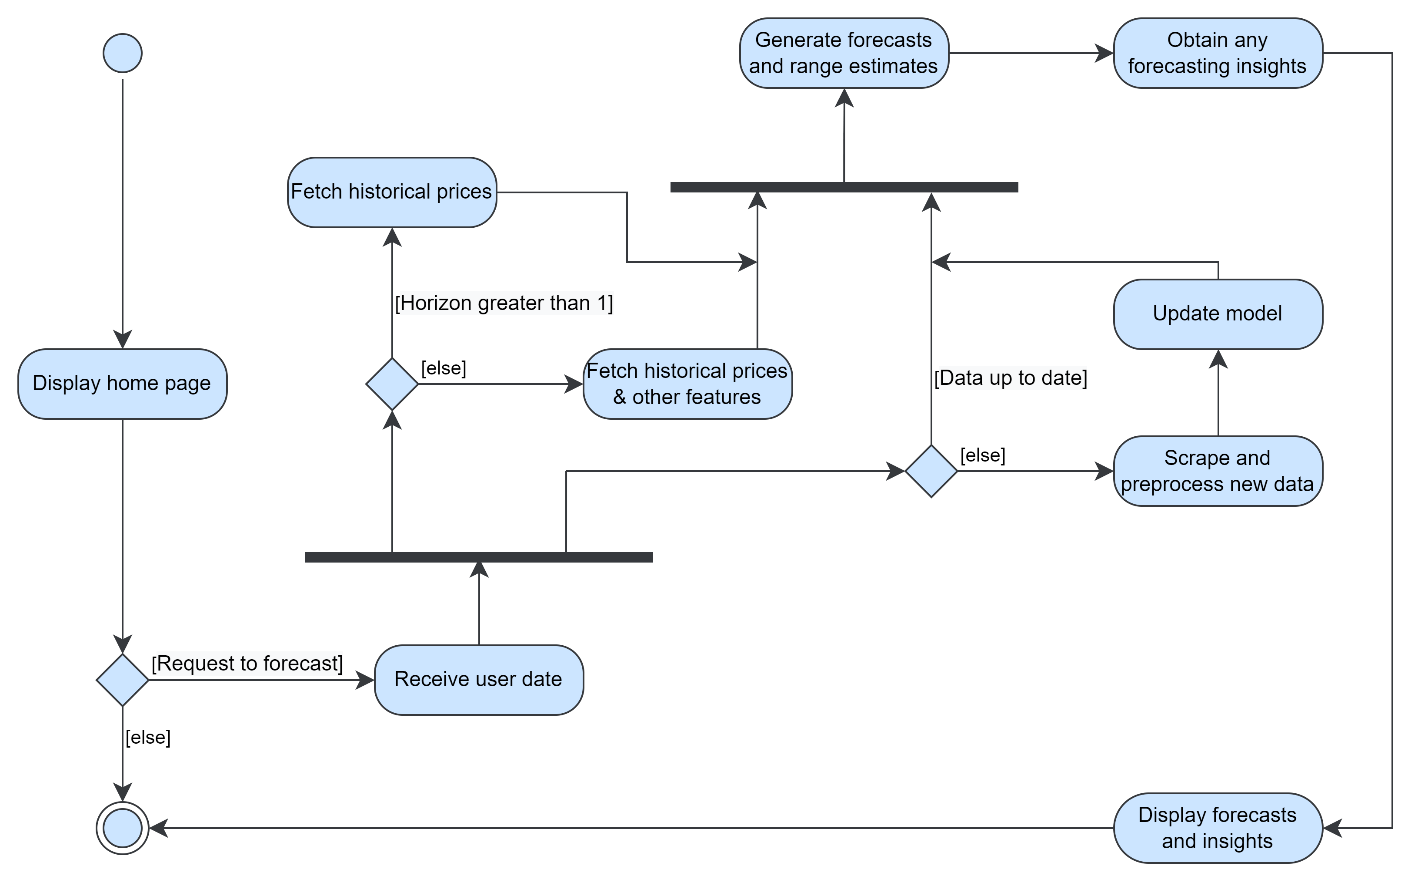 Generate forecasts
and range estimates
Obtain any
forecasting insights
Fetch historical prices
[Horizon greater than 1]
Update model
[else]
Fetch historical prices
& other features
[Data up to date]
Display home page
[else]
Scrape and
preprocess new data
[Request to forecast]
Receive user date
[else]
Display forecasts
and insights